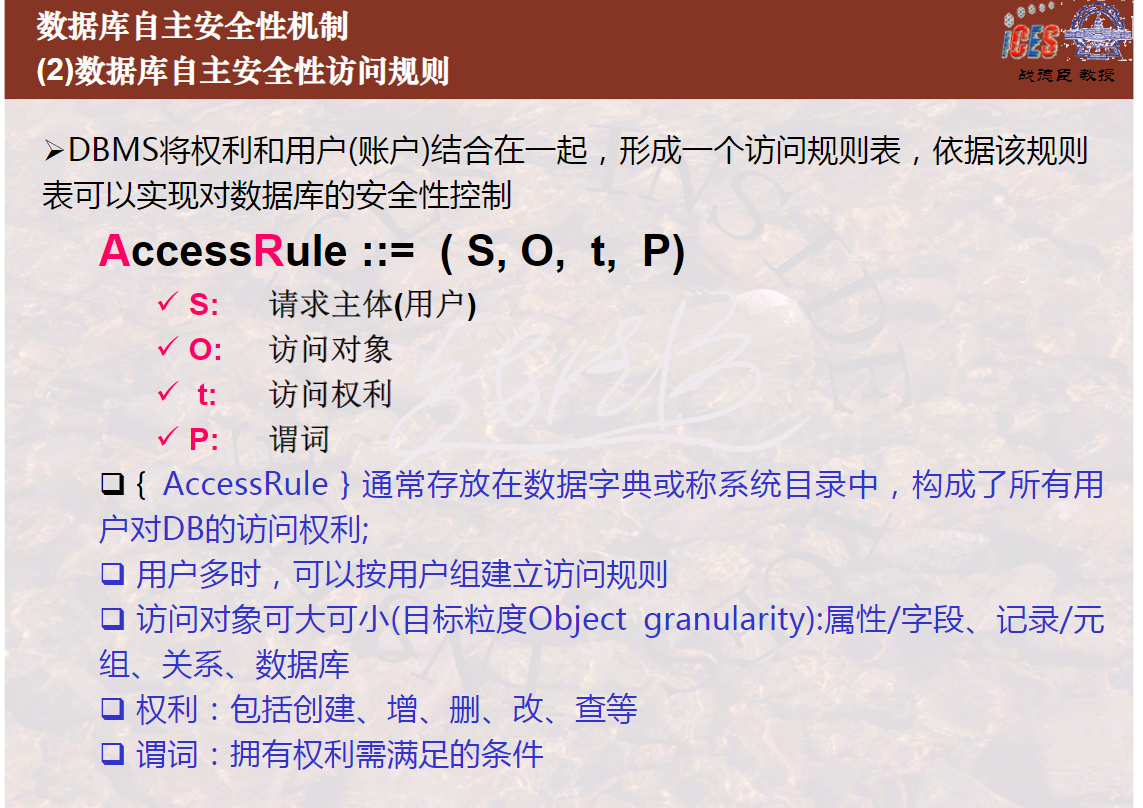 数据库自主安全性机制
(2)数据库自主安全性访问规则
iCES
战德臣 教授
➢DBMS将权利和用户(账户)结合在一起，形成一个访问规则表，依据该规则
表可以实现对数据库的安全性控制
AccessRule ::= ( S, O, t, P)
✓ S: 请求主体(用户)
✓ O: 访问对象
✓ t: 访问权利
✓ P: 谓词
❑ { AccessRule } 通常存放在数据字典或称系统目录中，构成了所有用
户对DB的访问权利;
❑ 用户多时，可以按用户组建立访问规则
❑ 访问对象可大可小(目标粒度Object granularity):属性/字段、记录/元
组、关系、数据库
❑ 权利：包括创建、增、删、改、查等
❑ 谓词：拥有权利需满足的条件